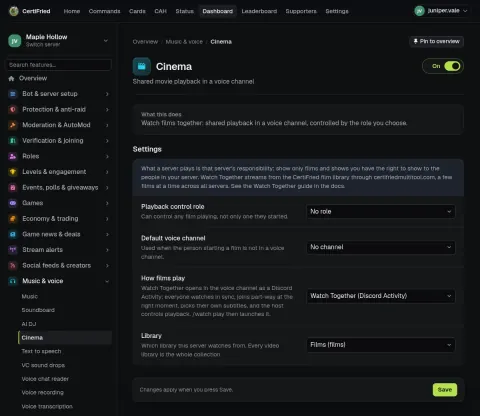 CertiFried
Home
Commands
Cards
CAH
Status
Dashboard
Leaderboard
Supporters
Settings
JV
juniper.vale
JV
Maple Hollow
Switch server
Search features...
Overview
Bot & server setup
Protection & anti-raid
Moderation & AutoMod
Verification & joining
Roles
Levels & engagement
Events, polls & giveaways
Games
Economy & trading
Game news & deals
Stream alerts
Social feeds & creators
Music & voice
Music
Soundboard
AI DJ
Cinema
Text to speech
VC sound drops
Voice chat reader
Voice recording
Voice transcription
Overview / Music & voice / Cinema
Pin to overview
Cinema
On
Shared movie playback in a voice channel
What this does
Watch films together: shared playback in a voice channel, controlled by the role you choose.
Settings
What a server plays is that server's responsibility; show only films and shows you have the right to show to the
people in your server. Watch Together streams from the CertiFried film library through certifriedmultitool.com, a few
films at a time across all servers. See the Watch Together guide in the docs.
Playback control role
Can control any film playing, not only one they started.
No role
Default voice channel
Used when the person starting a film is not in a voice
channel.
No channel
How films play
Watch Together opens in the voice channel as a Discord
Activity: everyone watches in sync, joins part-way at the
right moment, picks their own subtitles, and the host
controls playback. /watch play then launches it.
Watch Together (Discord Activity)
Library
Which library this server watches from. Every video
library is the whole collection
Films (films)
Changes apply when you press Save.
Save